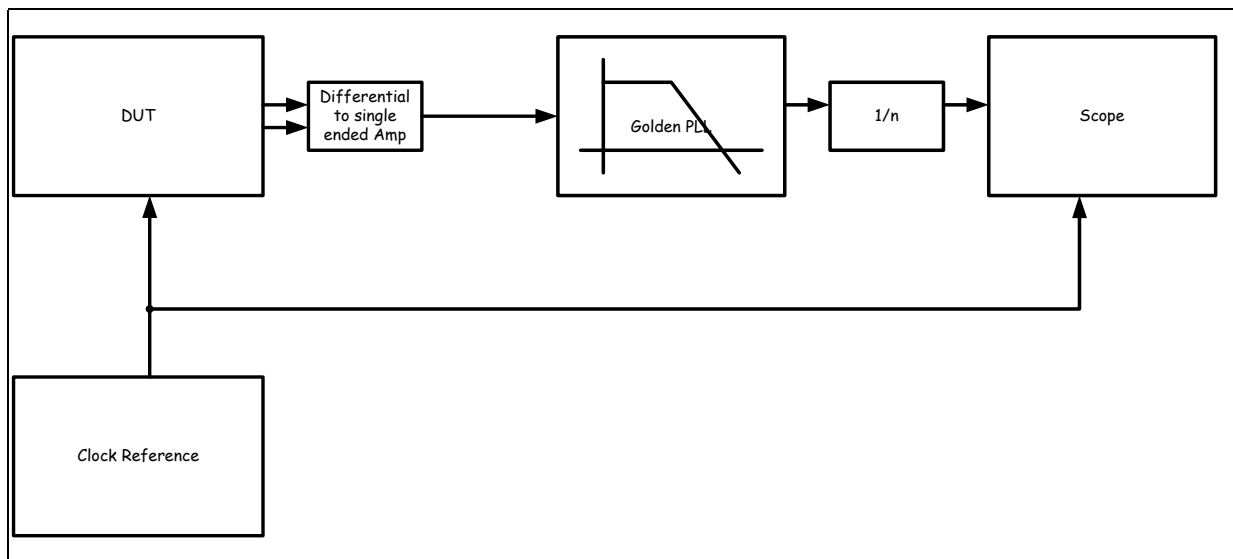 DUT
Differential
to single
ended Amp
Golden PLL
1/n
Scope
Clock Reference